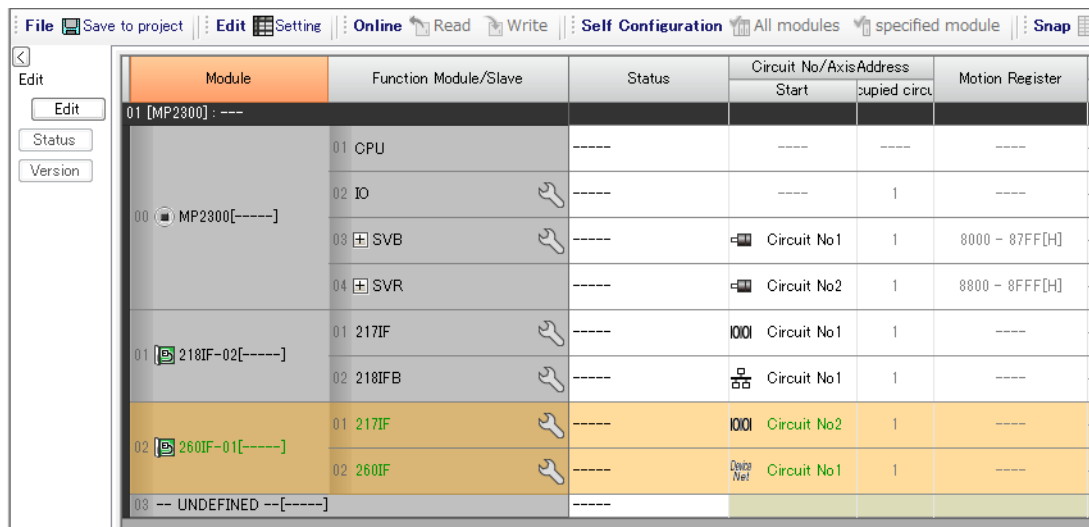 File Save to project Edit Setting Online Read Write Self Configuration All modules specified module Snap
Edit
Edit
Status
Version
Module Function Module/Slave Status Circuit No/AxisAddress Motion Register
Start cupied circu
01 [MP2300] : ---
00 MP2300[-----]
01 CPU ----- ---- ---- ----
02 IO ----- ---- 1 ----
03 + SVB ----- Circuit No1 1 8000 - 87FF[H]
04 + SVR ----- Circuit No2 1 8800 - 8FFF[H]
01 218IF-02[-----]
01 217IF ----- IOIOI Circuit No1 1 ----
02 218IFB ----- Circuit No1 1 ----
02 260IF-01[-----]
01 217IF ----- IOIOI Circuit No2 1 ----
02 260IF ----- Device Net Circuit No1 1 ----
03 -- UNDEFINED --[-----] -----